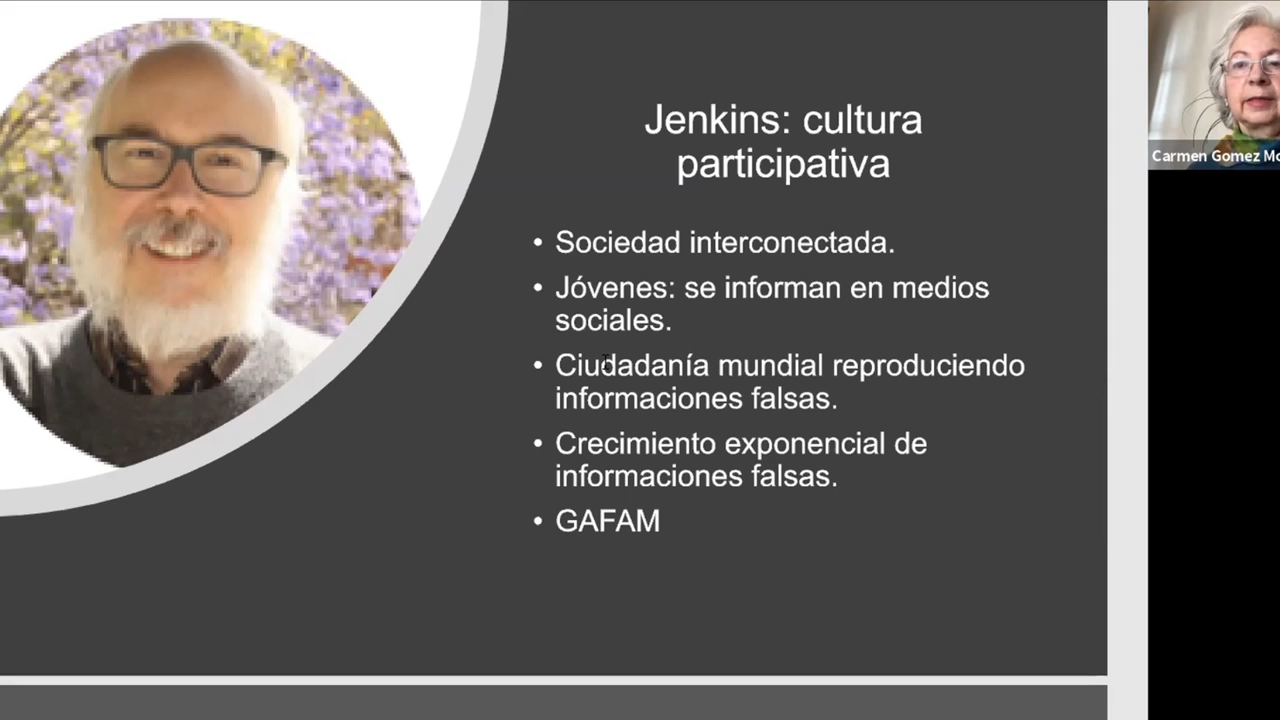 Jenkins: cultura
participativa
• Sociedad interconectada.
• Jóvenes: se informan en medios
sociales.
• Ciudadanía mundial reproduciendo
informaciones falsas.
• Crecimiento exponencial de
informaciones falsas.
• GAFAM
Carmen Gomez